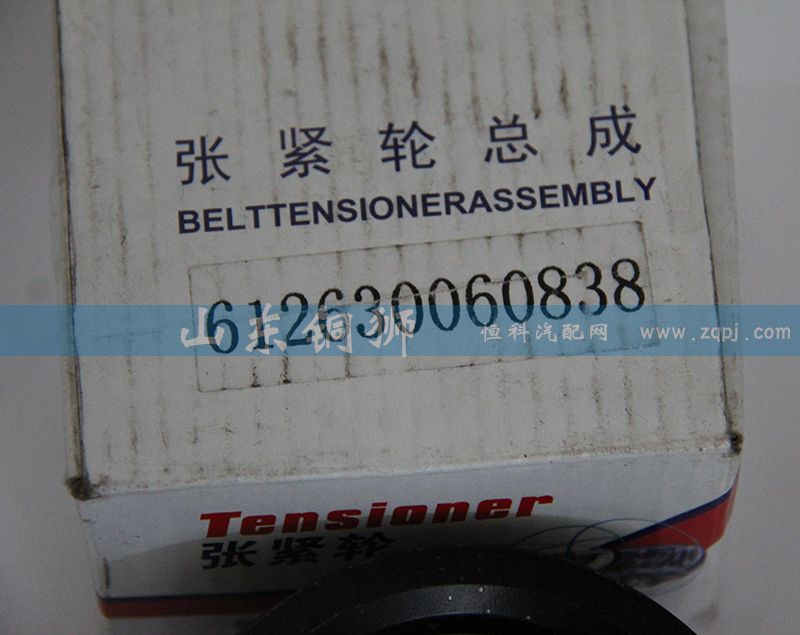 张紧轮总成
BELTTENSIONERASSEMBLY
612630060838
山东铜狮 恒科汽配网 www.zqpj.com
Tensioner
张紧轮